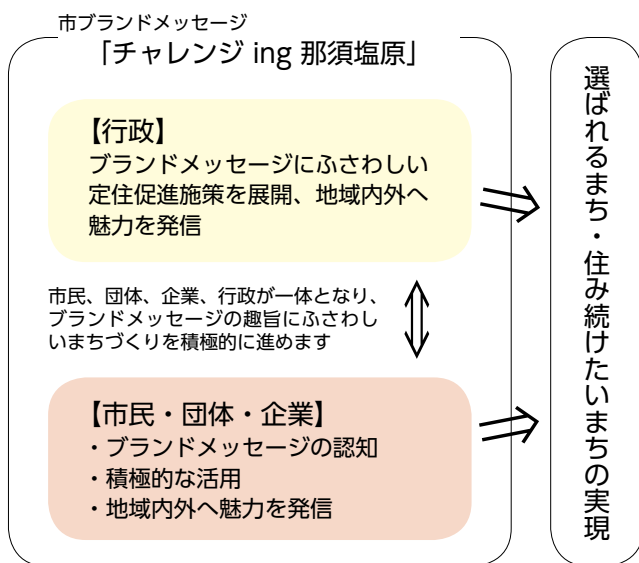 市ブランドメッセージ
「チャレンジ ing 那須塩原」
【行政】
ブランドメッセージにふさわしい
定住促進施策を展開、地域内外へ
魅力を発信
市民、団体、企業、行政が一体となり、
ブランドメッセージの趣旨にふさわし
いまちづくりを積極的に進めます
【市民・団体・企業】
・ブランドメッセージの認知
・積極的な活用
・地域内外へ魅力を発信
選ばれるまち・住み続けたいまちの実現